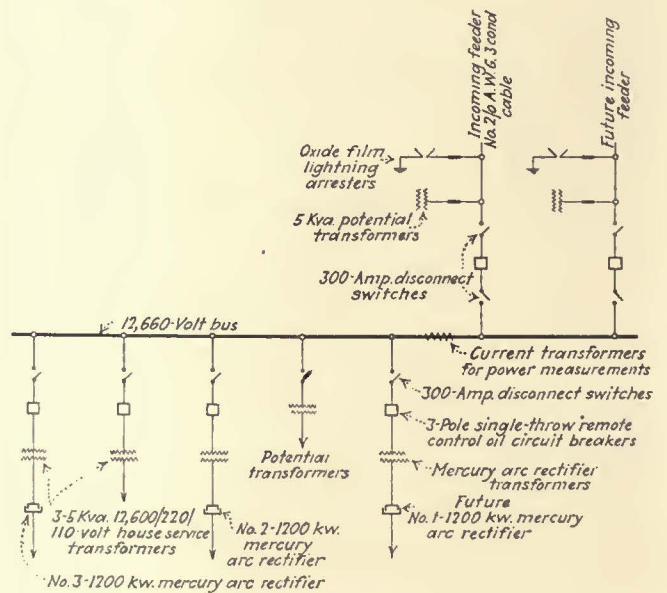 Incoming feeder
No.2/0 A.W.G. 3 cond
cable
Future incoming
feeder
Oxide film
lightning
arresters
5 Kva. potential
transformers
300-Amp. disconnect
switches
12,660-Volt bus
Current transformers
for power measurements
300-Amp. disconnect switches
3-Pole single-throw remote
control oil circuit breakers
Potential
transformers
Mercury arc rectifier
transformers
3-5 Kva. 12,600/220/
110-volt house service
transformers
No. 2-1200 kw.
mercury
arc rectifier
Future
No. 1-1200 kw. mercury
arc rectifier
No. 3-1200 kw. mercury arc rectifier